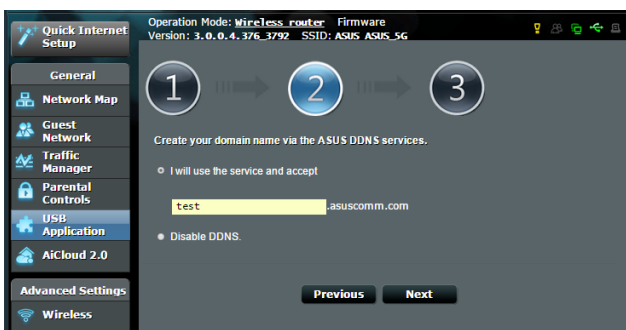 Quick Internet
Setup
Operation Mode: Wireless router Firmware
Version: 3.0.0.4.376_3792 SSID: ASUS ASUS_5G
General
Network Map
Guest
Network
Traffic
Manager
Parental
Controls
USB
Application
AiCloud 2.0
Advanced Settings
Wireless
1
2
3
Create your domain name via the ASUS DDNS services.
I will use the service and accept
test .asuscomm.com
Disable DDNS.
Previous Next